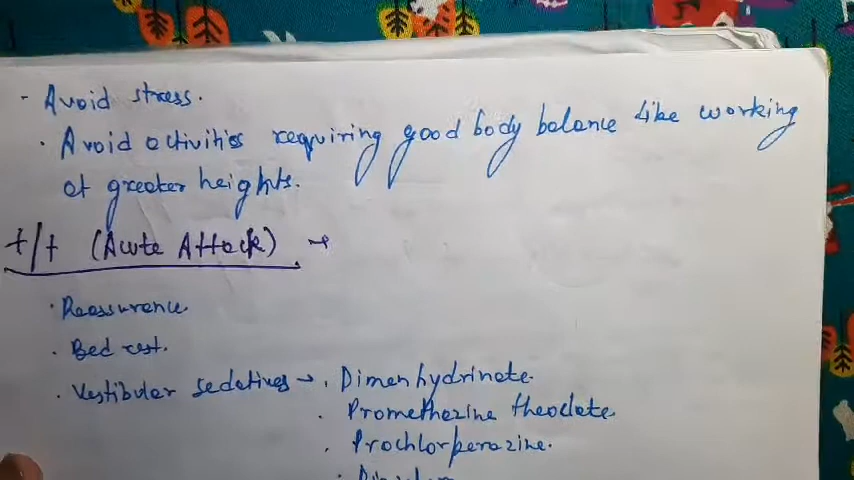 - Avoid stress.
· Avoid activities requiring good body balance like working
at greater heights.
t/t (Acute Attack) →
· Reassurance.
· Bed rest.
· Vestibular sedatives → · Dimenhydrinate.
· Promethazine theoclate.
· Prochlorperazine.